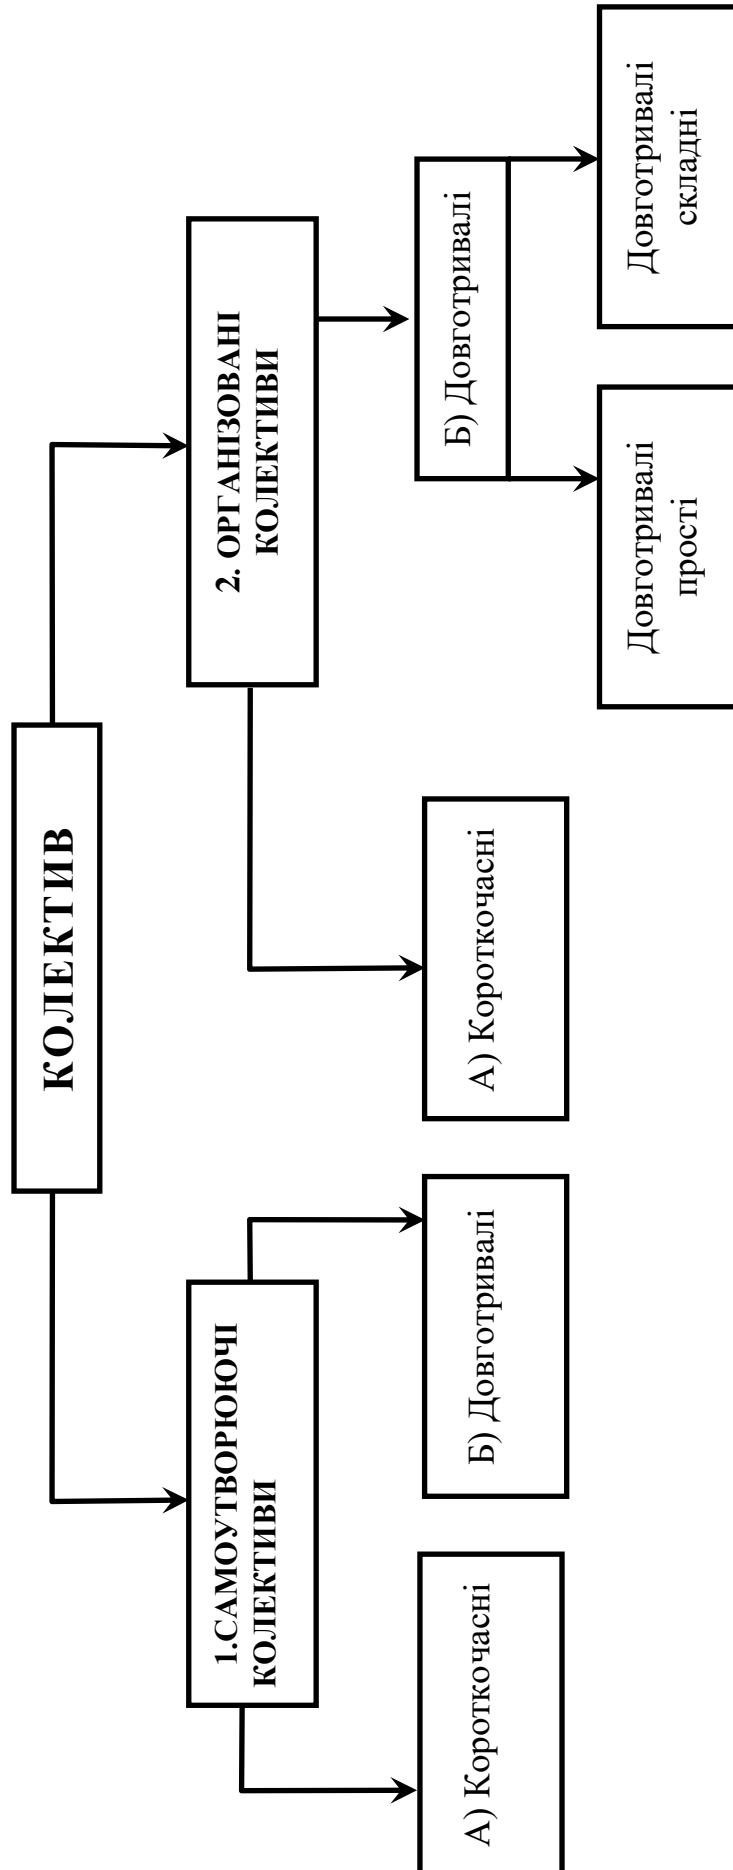 КОЛЕКТИВ
1.САМОУТВОРЮЮЧІ
КОЛЕКТИВИ
2. ОРГАНІЗОВАНІ
КОЛЕКТИВИ
А) Короткочасні
Б) Довготривалі
А) Короткочасні
Б) Довготривалі
Довготривалі
прості
Довготривалі
складні